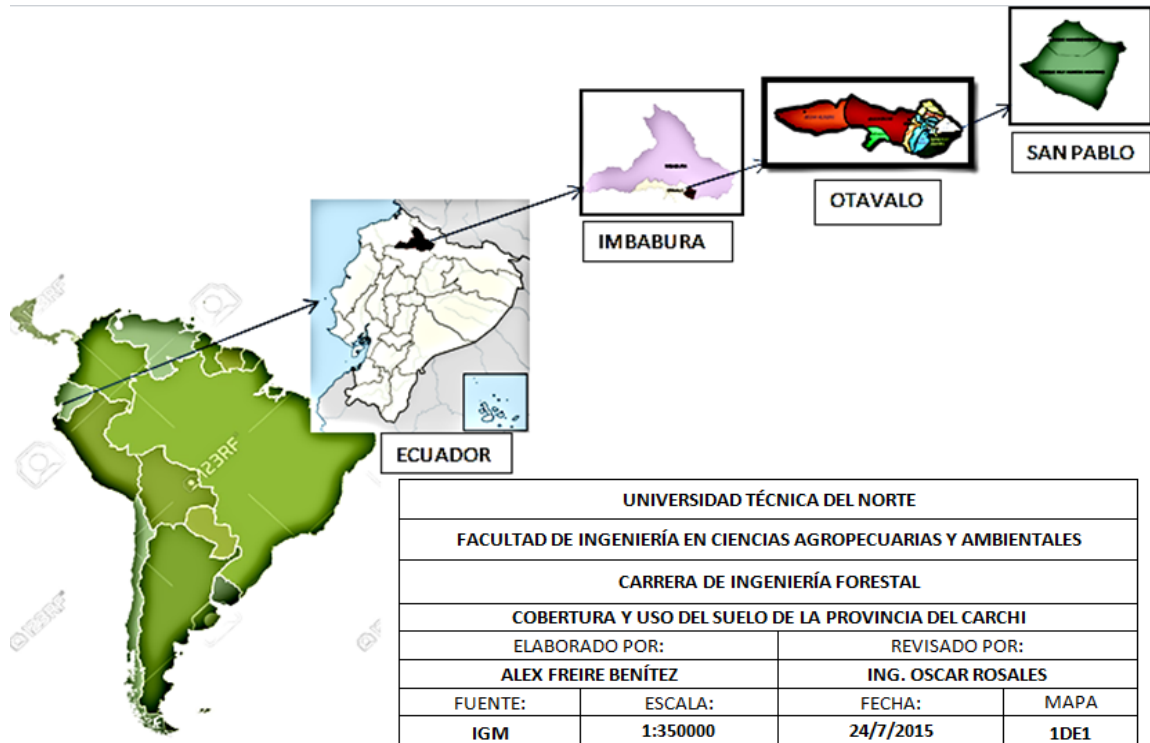 SAN PABLO
OTAVALO
IMBABURA
ECUADOR
123RF
UNIVERSIDAD TÉCNICA DEL NORTE
FACULTAD DE INGENIERÍA EN CIENCIAS AGROPECUARIAS Y AMBIENTALES
CARRERA DE INGENIERÍA FORESTAL
COBERTURA Y USO DEL SUELO DE LA PROVINCIA DEL CARCHI
ELABORADO POR: REVISADO POR:
ALEX FREIRE BENÍTEZ ING. OSCAR ROSALES
FUENTE: ESCALA: FECHA: MAPA
IGM 1:350000 24/7/2015 1DE1